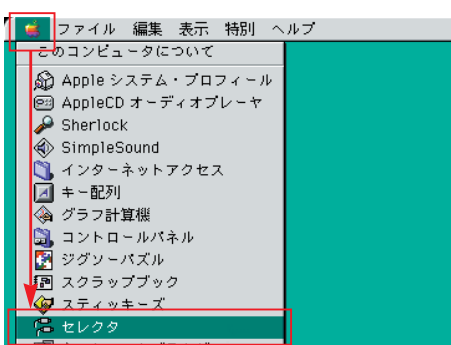 ファイル 編集 表示 特別 ヘルプ
このコンピュータについて
Apple システム・プロフィール
AppleCD オーディオプレーヤ
Sherlock
SimpleSound
インターネットアクセス
キー配列
グラフ計算機
コントロールパネル
ジグソーパズル
スクラップブック
スティッキーズ
セレクタ